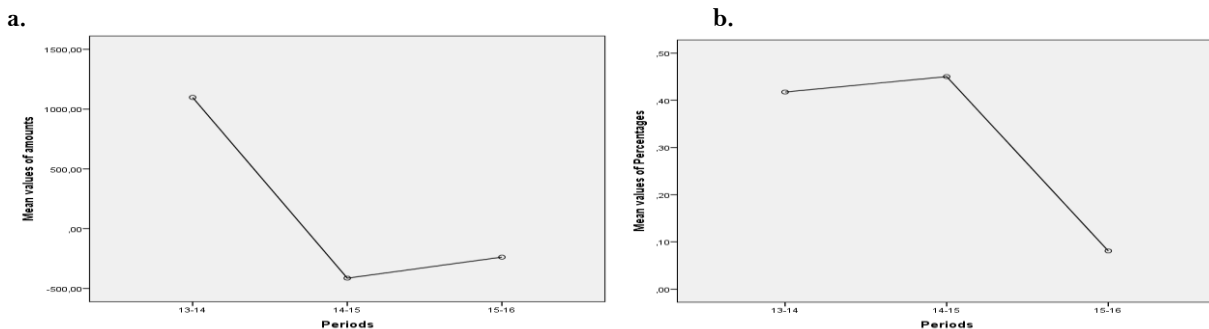 a.
Mean values of amounts
1500,00
1000,00
500,00
,00
-500,00
13-14
14-15
15-16
Periods
b.
Mean values of Percentages
,50
,40
,30
,20
,10
,00
13-14
14-15
15-16
Periods